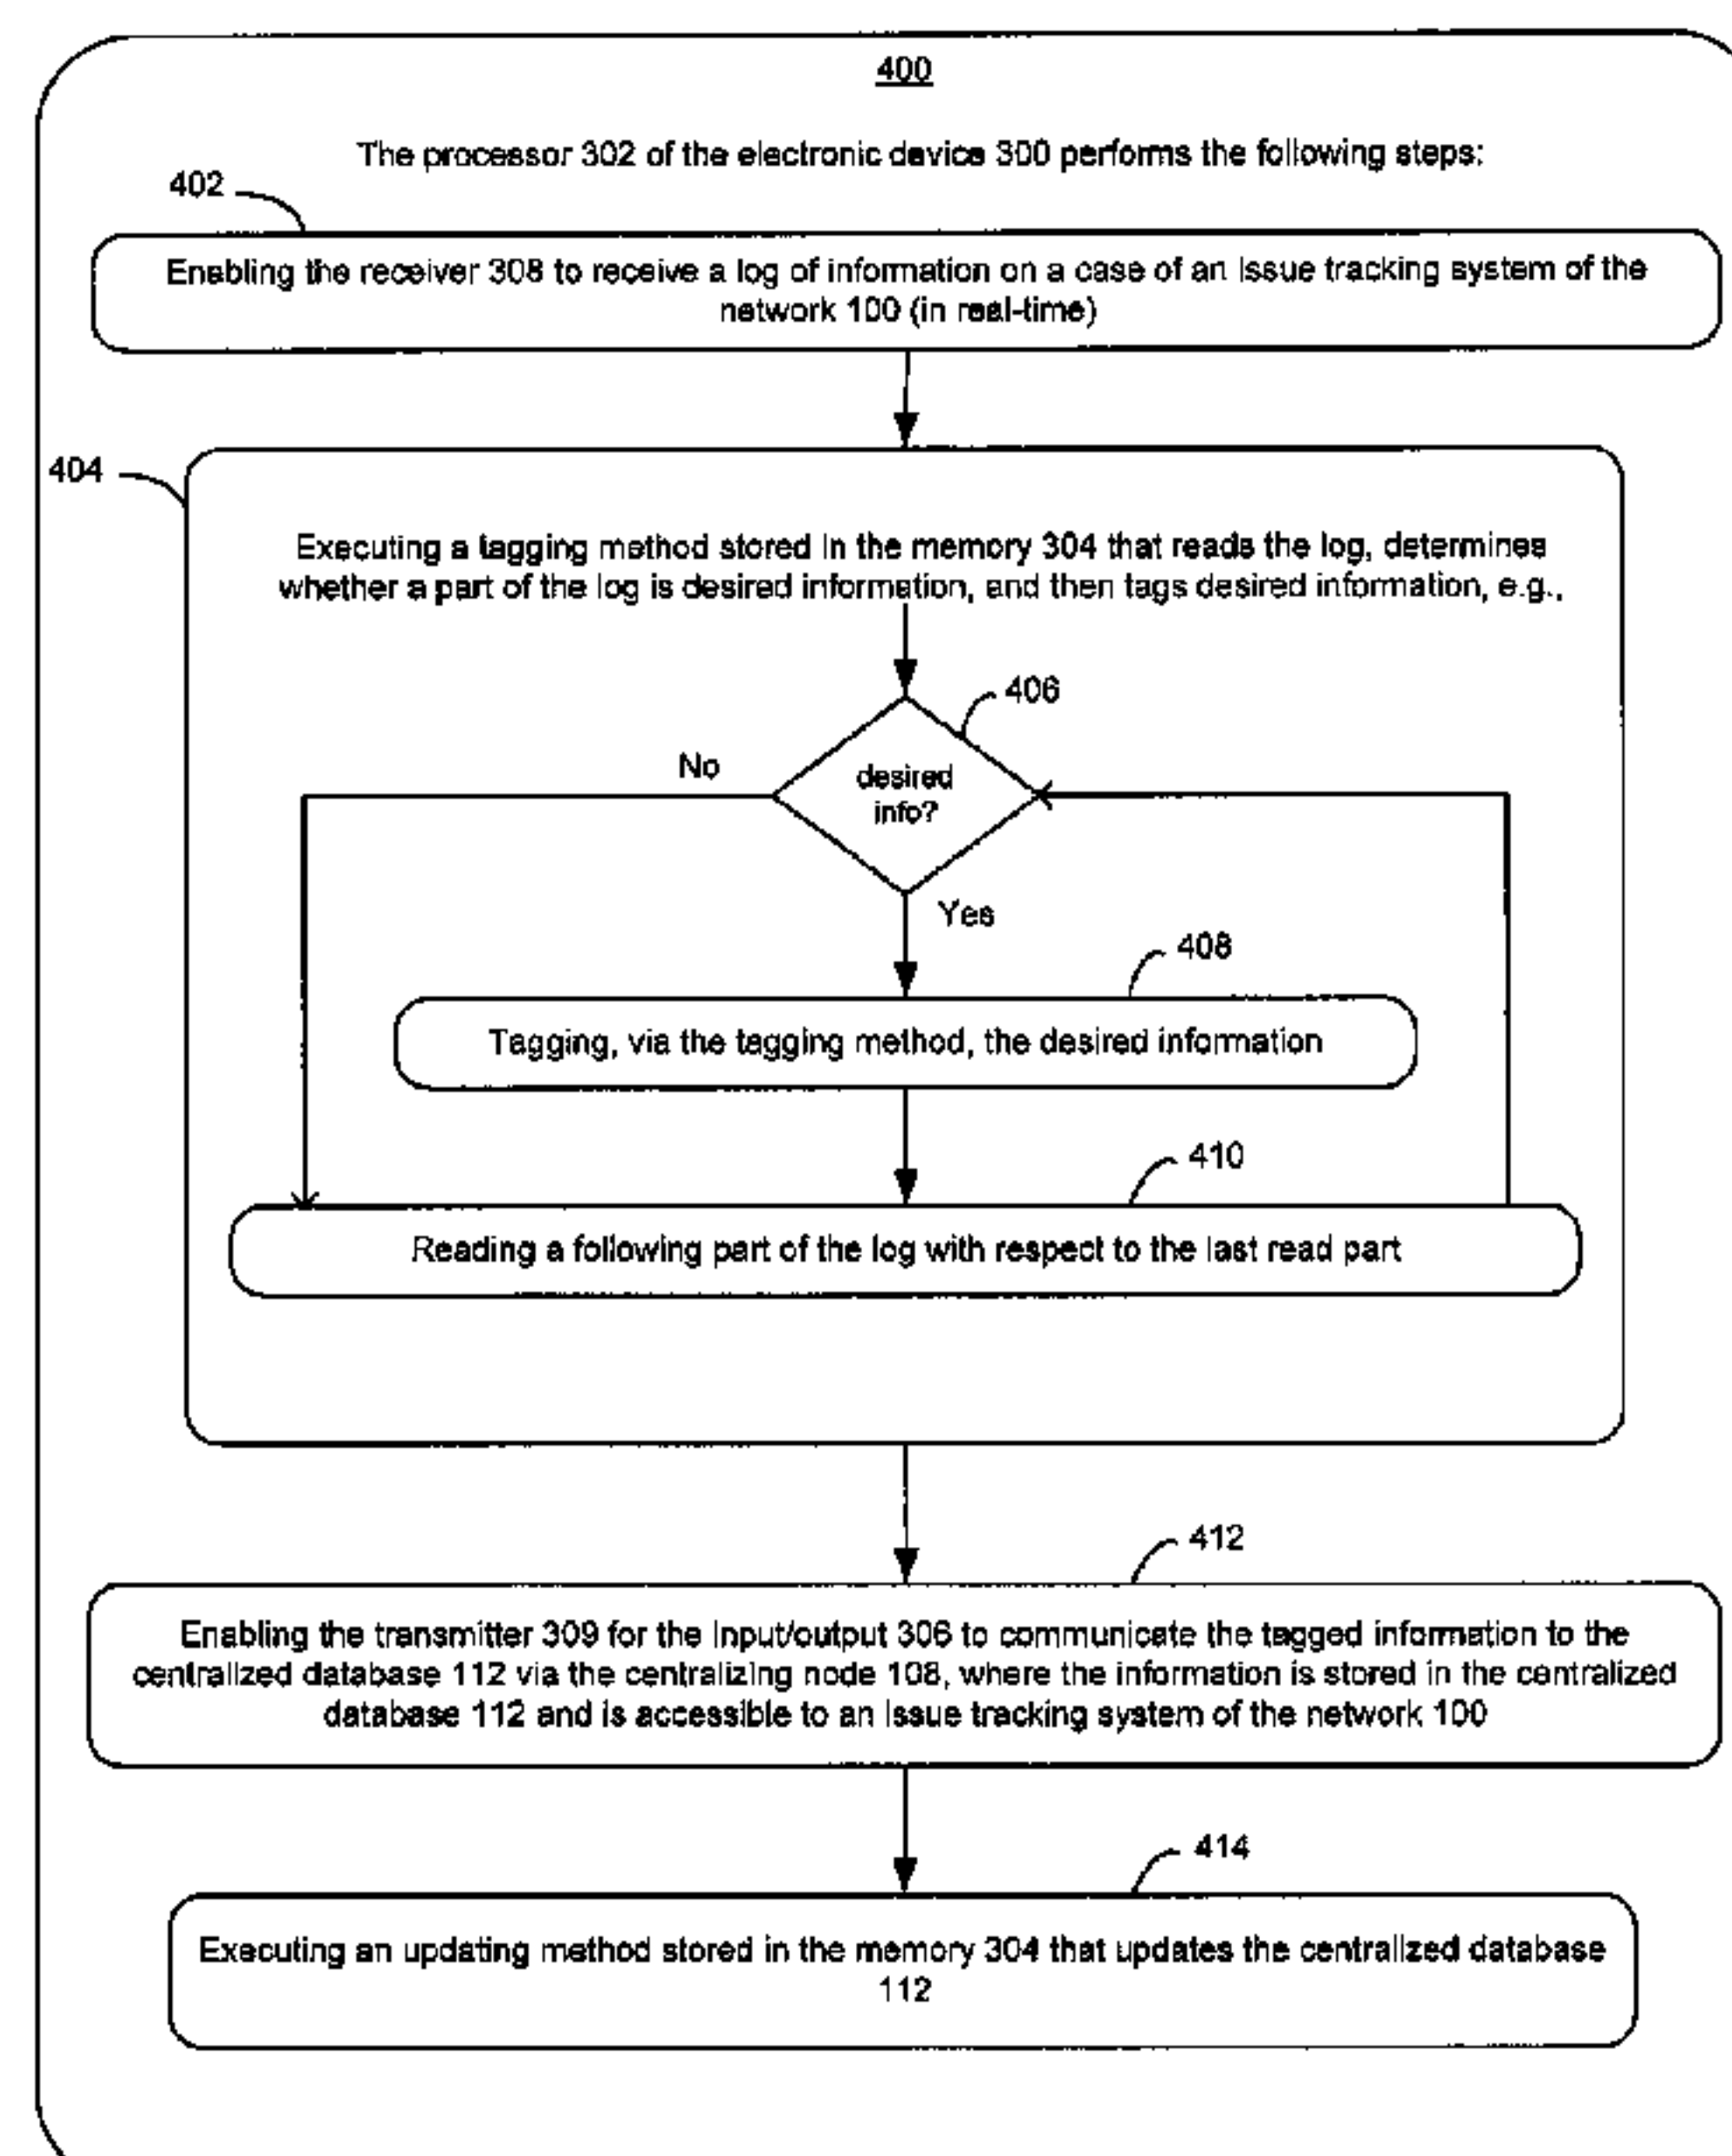 400
The processor 302 of the electronic device 300 performs the following steps:
402
Enabling the receiver 308 to receive a log of information on a case of an issue tracking system of the
network 100 (in real-time)
404
Executing a tagging method stored in the memory 304 that reads the log, determines
whether a part of the log is desired information, and then tags desired information, e.g.,
406
No
desired
info?
Yes
408
Tagging, via the tagging method, the desired information
410
Reading a following part of the log with respect to the last read part
412
Enabling the transmitter 309 for the input/output 306 to communicate the tagged information to the
centralized database 112 via the centralizing node 108, where the information is stored in the centralized
database 112 and is accessible to an issue tracking system of the network 100
414
Executing an updating method stored in the memory 304 that updates the centralized database
112